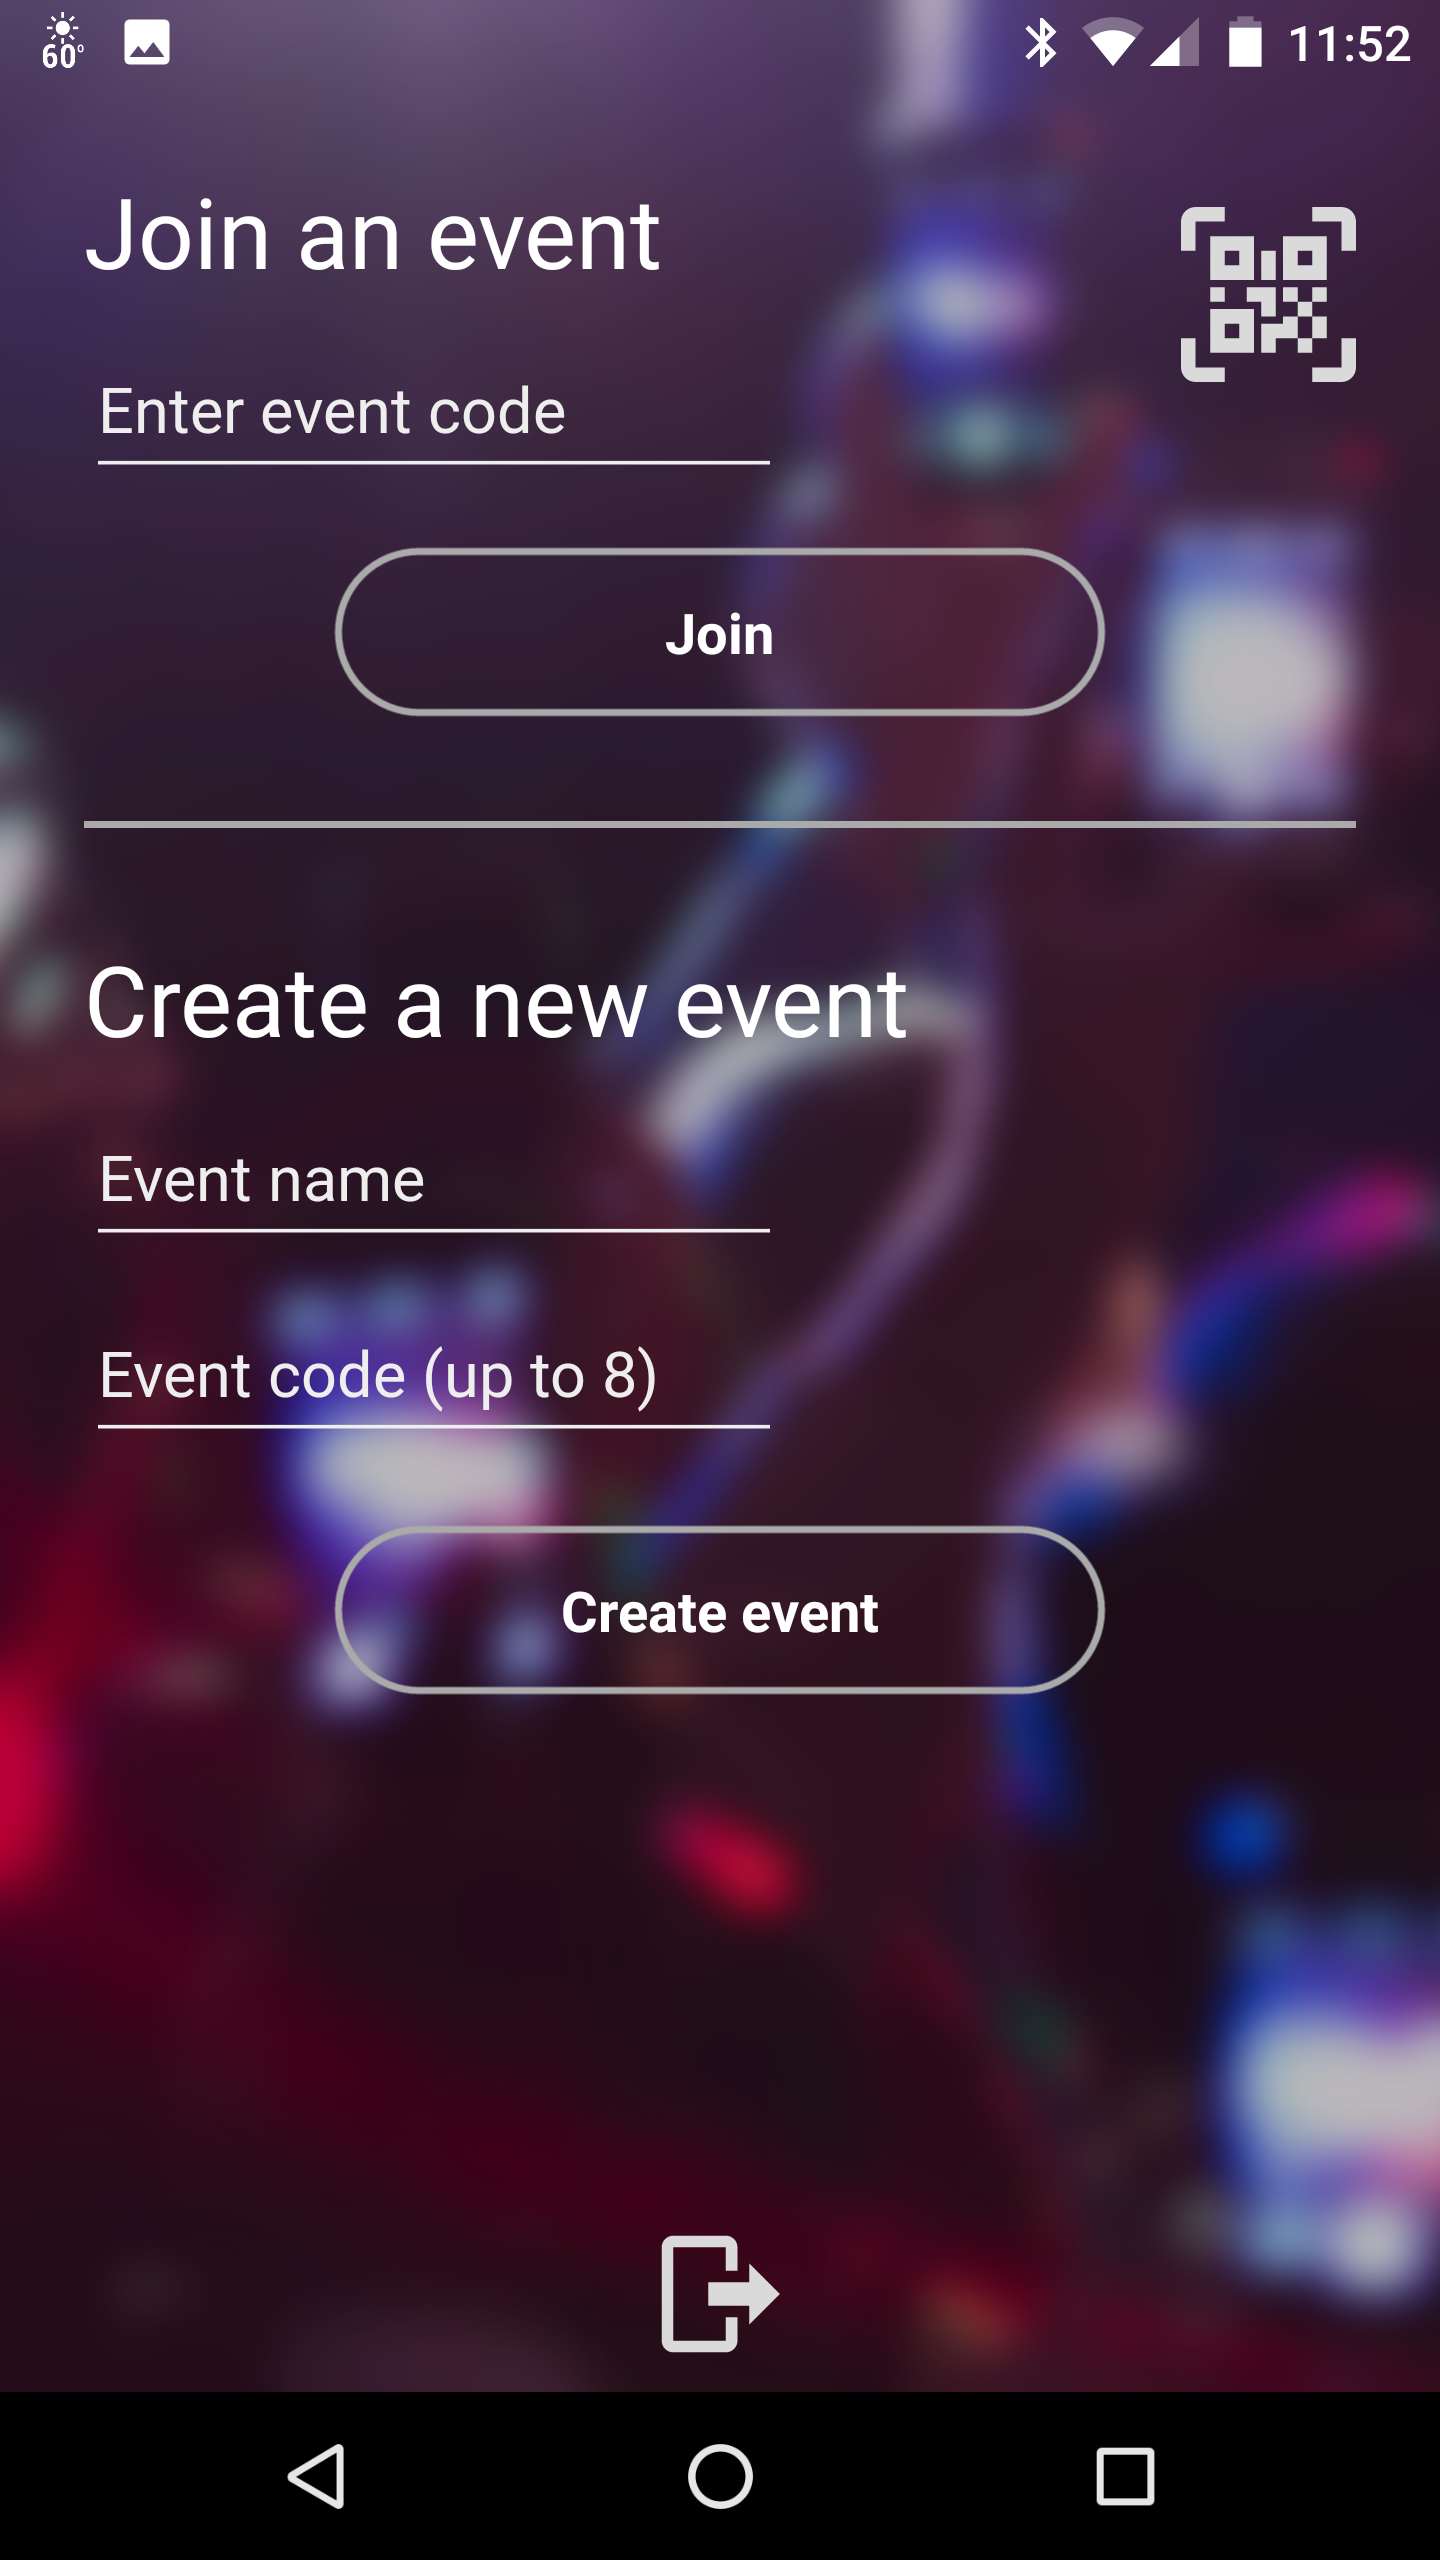 60°
11:52
Join an event
Enter event code
Join
Create a new event
Event name
Event code (up to 8)
Create event